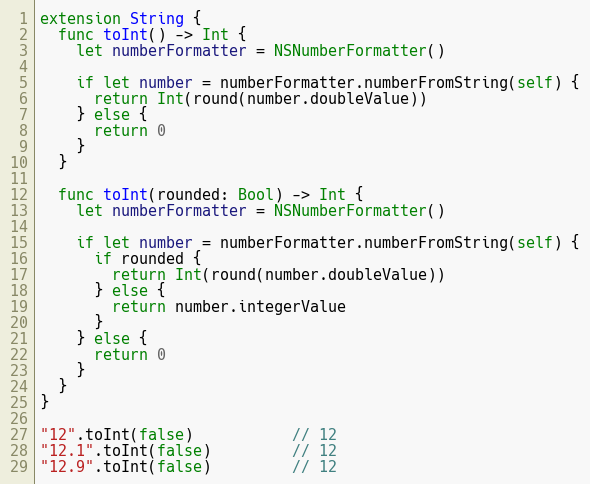 1 extension String {
2   func toInt() -> Int {
3     let numberFormatter = NSNumberFormatter()
4
5     if let number = numberFormatter.numberFromString(self) {
6       return Int(round(number.doubleValue))
7     } else {
8       return 0
9     }
10   }
11
12   func toInt(rounded: Bool) -> Int {
13     let numberFormatter = NSNumberFormatter()
14
15     if let number = numberFormatter.numberFromString(self) {
16       if rounded {
17         return Int(round(number.doubleValue))
18       } else {
19         return number.integerValue
20       }
21     } else {
22       return 0
23     }
24   }
25 }
26
27 "12".toInt(false)           // 12
28 "12.1".toInt(false)         // 12
29 "12.9".toInt(false)         // 12